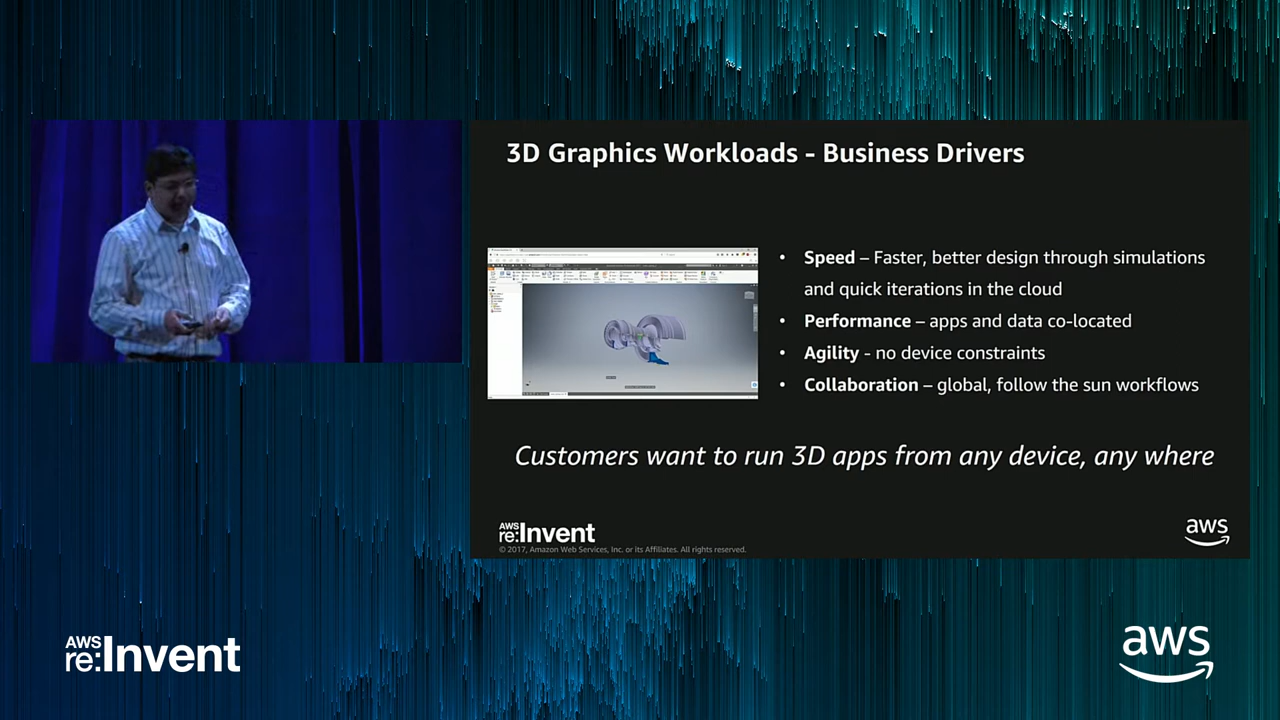 3D Graphics Workloads - Business Drivers
• Speed – Faster, better design through simulations
and quick iterations in the cloud
• Performance – apps and data co-located
• Agility - no device constraints
• Collaboration – global, follow the sun workflows
Customers want to run 3D apps from any device, any where
AWS
re:Invent
© 2017, Amazon Web Services, Inc. or its Affiliates. All rights reserved.
aws
AWS
re:Invent
aws